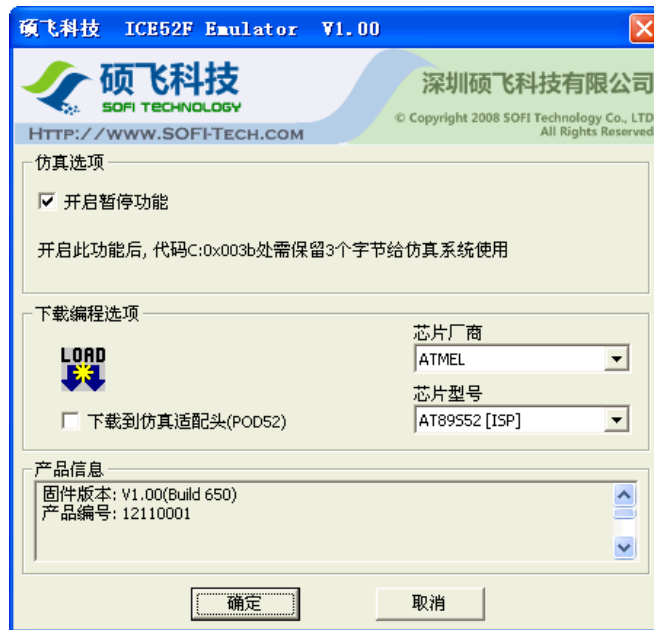 硕飞科技 ICE52F Emulator V1.00
硕飞科技
SOFI TECHNOLOGY
HTTP://WWW.SOFI-TECH.COM
深圳硕飞科技有限公司
© Copyright 2008 SOFI Technology Co., LTD
All Rights Reserved
仿真选项
开启暂停功能
开启此功能后, 代码C:0x003b处需保留3个字节给仿真系统使用
下载编程选项
LOAD
下载到仿真适配头(POD52)
芯片厂商
ATMEL
芯片型号
AT89S52 [ISP]
产品信息
固件版本: V1.00(Build 650)
产品编号: 12110001
确定
取消